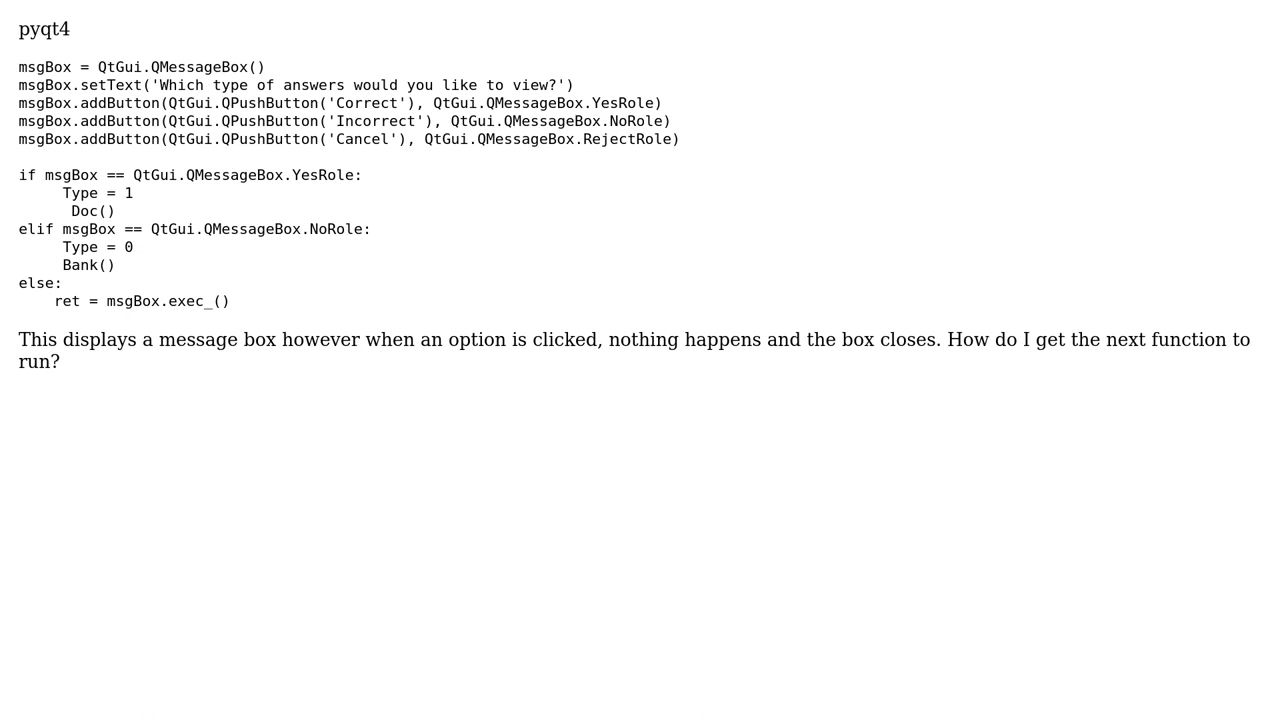 pyqt4
msgBox = QtGui.QMessageBox()
msgBox.setText('Which type of answers would you like to view?')
msgBox.addButton(QtGui.QPushButton('Correct'), QtGui.QMessageBox.YesRole)
msgBox.addButton(QtGui.QPushButton('Incorrect'), QtGui.QMessageBox.NoRole)
msgBox.addButton(QtGui.QPushButton('Cancel'), QtGui.QMessageBox.RejectRole)

if msgBox == QtGui.QMessageBox.YesRole:
     Type = 1
      Doc()
elif msgBox == QtGui.QMessageBox.NoRole:
     Type = 0
     Bank()
else:
    ret = msgBox.exec_()
This displays a message box however when an option is clicked, nothing happens and the box closes. How do I get the next function to
run?